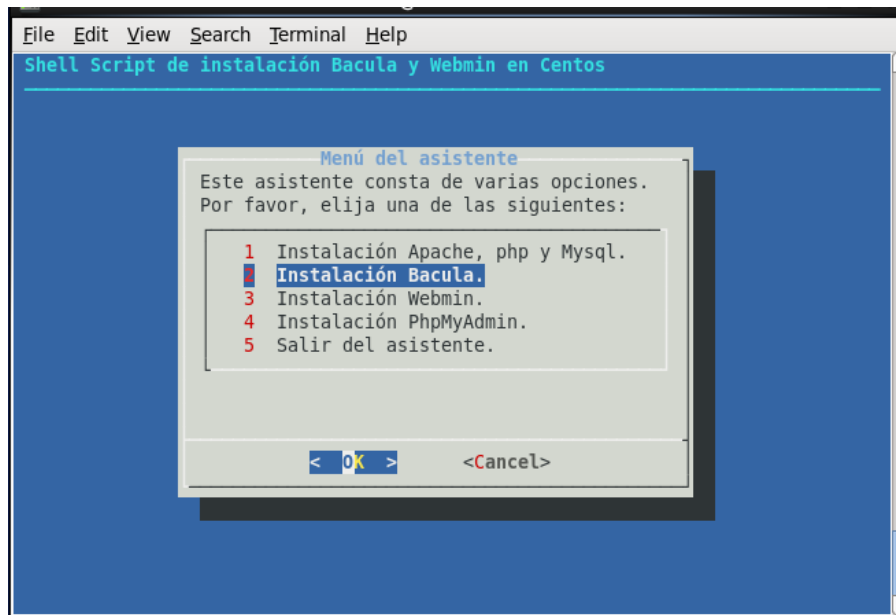 File Edit View Search Terminal Help
Shell Script de instalación Bacula y Webmin en Centos
Menú del asistente
Este asistente consta de varias opciones.
Por favor, elija una de las siguientes:
1 Instalación Apache, php y Mysql.
2 Instalación Bacula.
3 Instalación Webmin.
4 Instalación PhpMyAdmin.
5 Salir del asistente.
< OK > <Cancel>